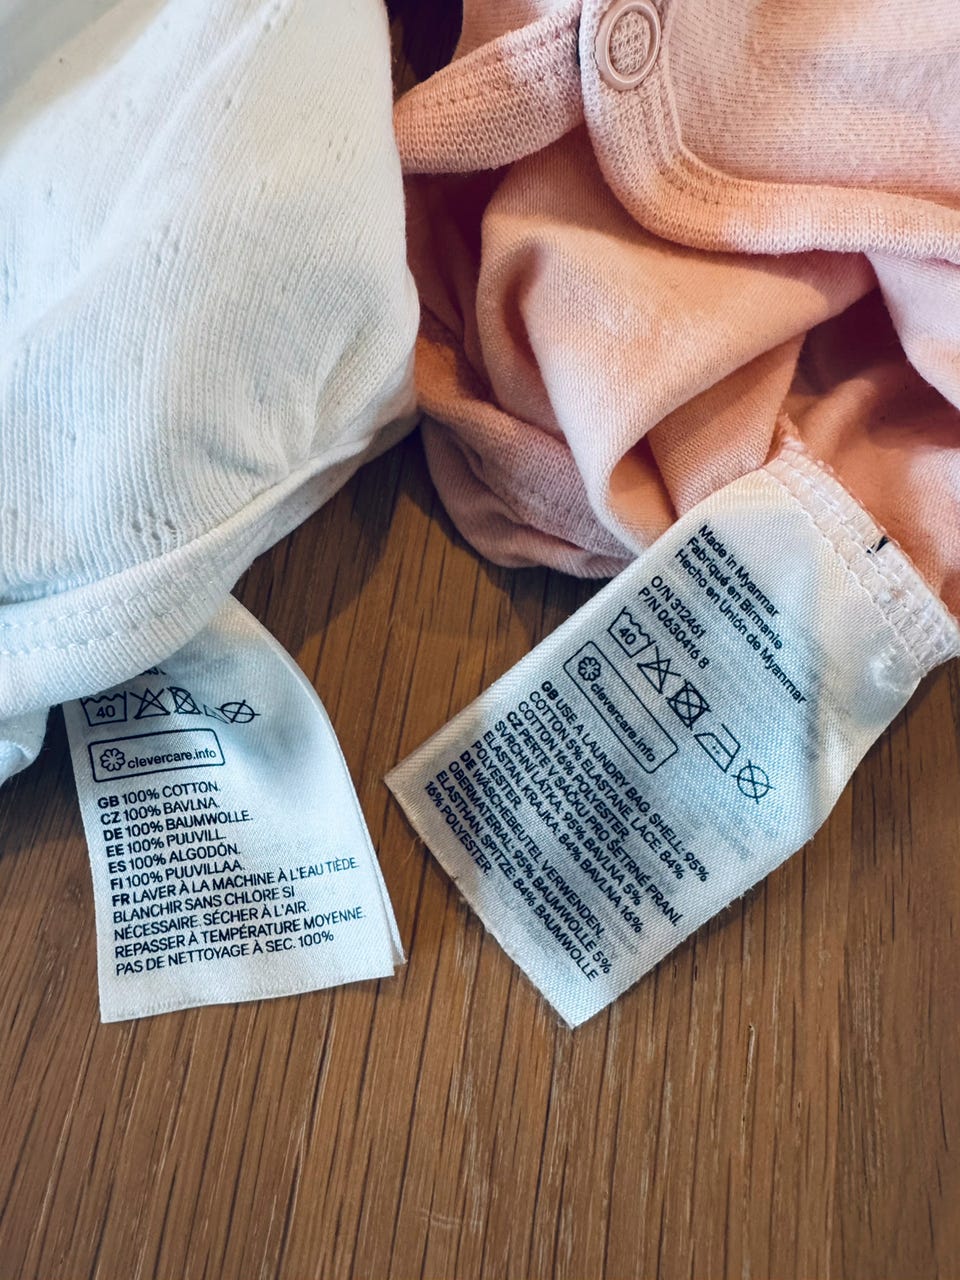 40
clevercare.info
GB 100% COTTON.
CZ 100% BAVLNA.
DE 100% BAUMWOLLE.
EE 100% PUUVILL.
ES 100% ALGODÓN.
FI 100% PUUVILLAA.
FR LAVER À LA MACHINE À L'EAU TIÈDE.
BLANCHIR SANS CHLORE SI
NÉCESSAIRE. SÉCHER À L'AIR.
REPASSER À TEMPÉRATURE MOYENNE.
PAS DE NETTOYAGE À SEC. 100%
Made in Myanmar
Fabriqué en Birmanie
Hecho en Unión de Myanmar
O/N 312461
P/N 0630416 8
40
clevercare.info
GB USE A LAUNDRY BAG SHELL: 95%
COTTON 5% ELASTANE LACE: 84%
COTTON 16% POLYESTER
CZ PERTE V SÁČKU PRO ŠETRNÉ PRANÍ.
SVRCHNÍ LÁTKA: 95% BAVLNA 5%
ELASTAN. KRAJKA: 84% BAVLNA 16%
POLYESTER.
DE WÄSCHEBEUTEL VERWENDEN.
OBERMATERIAL: 95% BAUMWOLLE 5%
ELASTHAN. SPITZE: 84% BAUMWOLLE
16% POLYESTER.